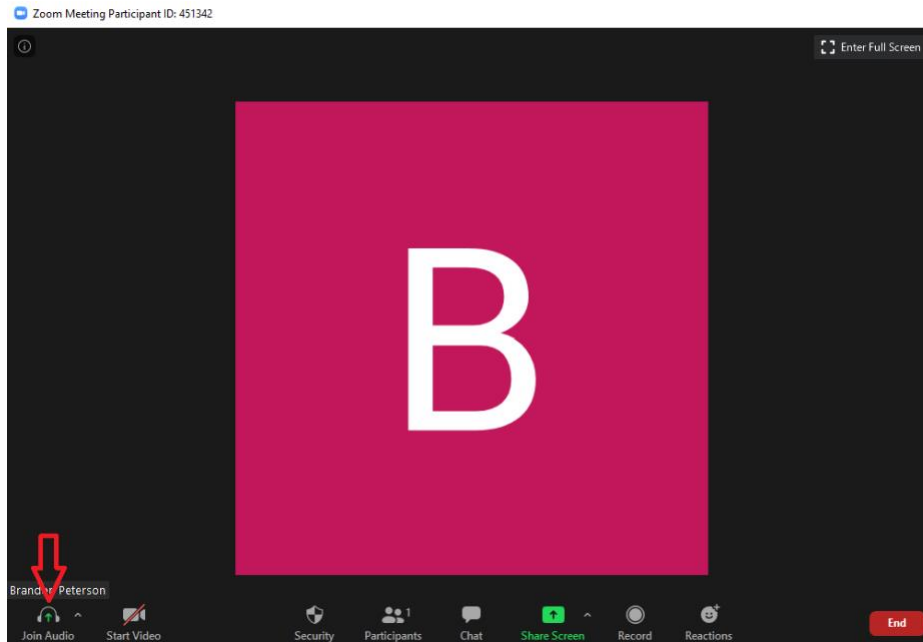 Zoom Meeting Participant ID: 451342
Enter Full Screen
B
Brandon Peterson
1
Join Audio Start Video Security Participants Chat Share Screen Record Reactions End